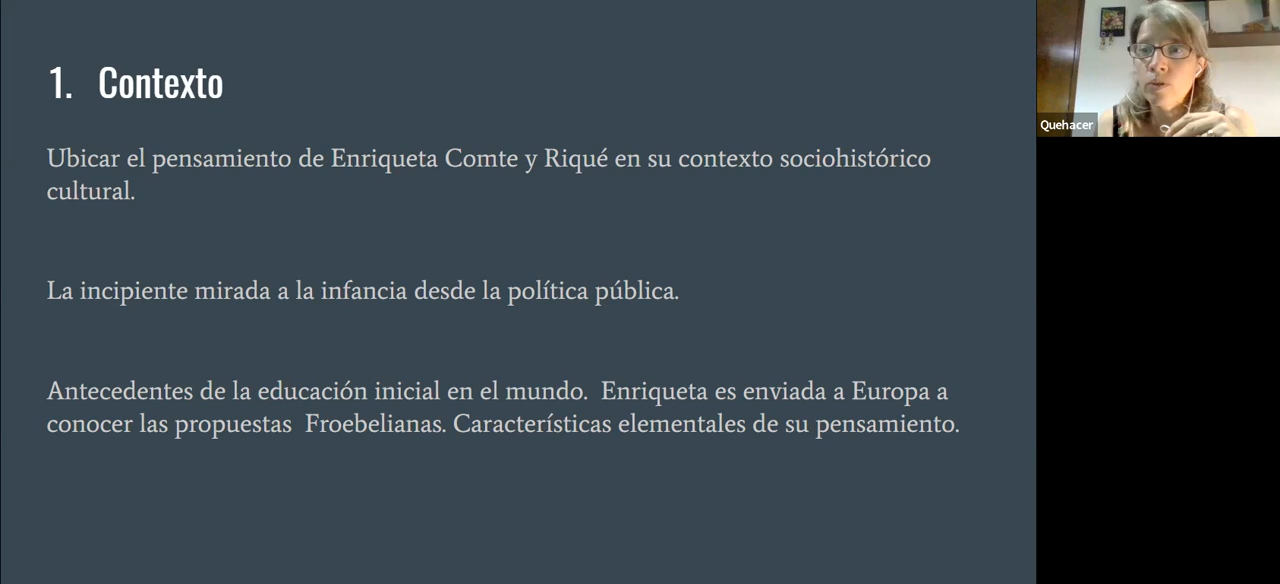 1. Contexto
Ubicar el pensamiento de Enriqueta Comte y Riqué en su contexto sociohistórico
cultural.
La incipiente mirada a la infancia desde la política pública.
Antecedentes de la educación inicial en el mundo.  Enriqueta es enviada a Europa a
conocer las propuestas  Froebelianas. Características elementales de su pensamiento.
Quehacer